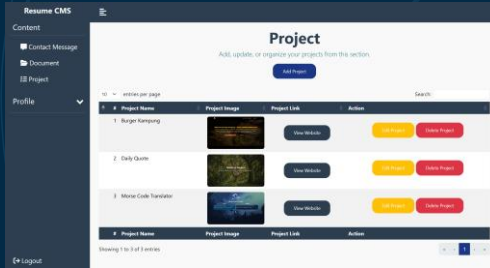 Resume CMS
Content
Contact Message
Document
Project
Profile
Logout
Project
Add, update, or organize your projects from this section
Add Project
10 entries per page
Search:
# Project Name Project Image Project Link Action
1 Burger Kampung View Website Edit Project Delete Project
2 Daily Quote View Website Edit Project Delete Project
3 Morse Code Translator View Website Edit Project Delete Project
# Project Name Project Image Project Link Action
Showing 1 to 3 of 3 entries
« ‹ 1 › »